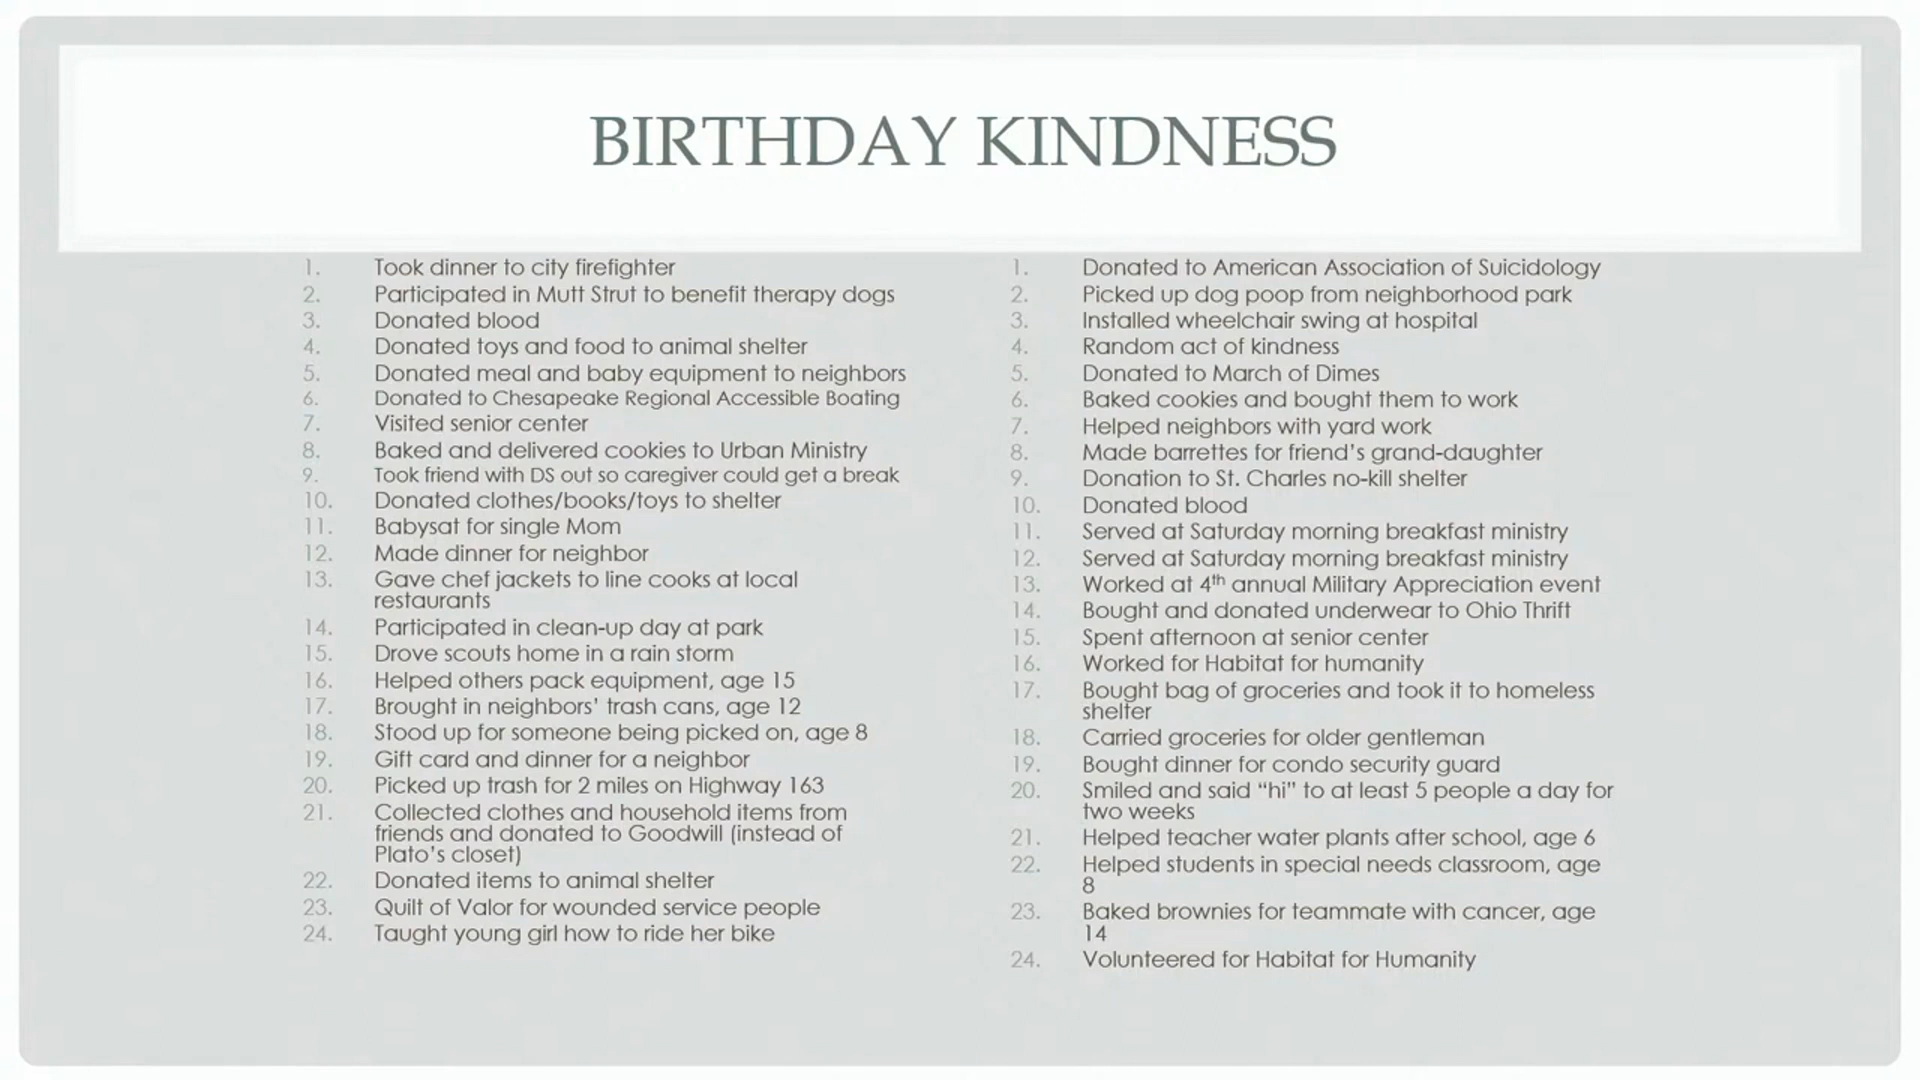 BIRTHDAY KINDNESS
1. Took dinner to city firefighter
2. Participated in Mutt Strut to benefit therapy dogs
3. Donated blood
4. Donated toys and food to animal shelter
5. Donated meal and baby equipment to neighbors
6. Donated to Chesapeake Regional Accessible Boating
7. Visited senior center
8. Baked and delivered cookies to Urban Ministry
9. Took friend with DS out so caregiver could get a break
10. Donated clothes/books/toys to shelter
11. Babysat for single Mom
12. Made dinner for neighbor
13. Gave chef jackets to line cooks at local
restaurants
14. Participated in clean-up day at park
15. Drove scouts home in a rain storm
16. Helped others pack equipment, age 15
17. Brought in neighbors’ trash cans, age 12
18. Stood up for someone being picked on, age 8
19. Gift card and dinner for a neighbor
20. Picked up trash for 2 miles on Highway 163
21. Collected clothes and household items from
friends and donated to Goodwill (instead of
Plato’s closet)
22. Donated items to animal shelter
23. Quilt of Valor for wounded service people
24. Taught young girl how to ride her bike
1. Donated to American Association of Suicidology
2. Picked up dog poop from neighborhood park
3. Installed wheelchair swing at hospital
4. Random act of kindness
5. Donated to March of Dimes
6. Baked cookies and bought them to work
7. Helped neighbors with yard work
8. Made barrettes for friend’s grand-daughter
9. Donation to St. Charles no-kill shelter
10. Donated blood
11. Served at Saturday morning breakfast ministry
12. Served at Saturday morning breakfast ministry
13. Worked at 4th annual Military Appreciation event
14. Bought and donated underwear to Ohio Thrift
15. Spent afternoon at senior center
16. Worked for Habitat for humanity
17. Bought bag of groceries and took it to homeless
shelter
18. Carried groceries for older gentleman
19. Bought dinner for condo security guard
20. Smiled and said “hi” to at least 5 people a day for
two weeks
21. Helped teacher water plants after school, age 6
22. Helped students in special needs classroom, age
8
23. Baked brownies for teammate with cancer, age
14
24. Volunteered for Habitat for Humanity